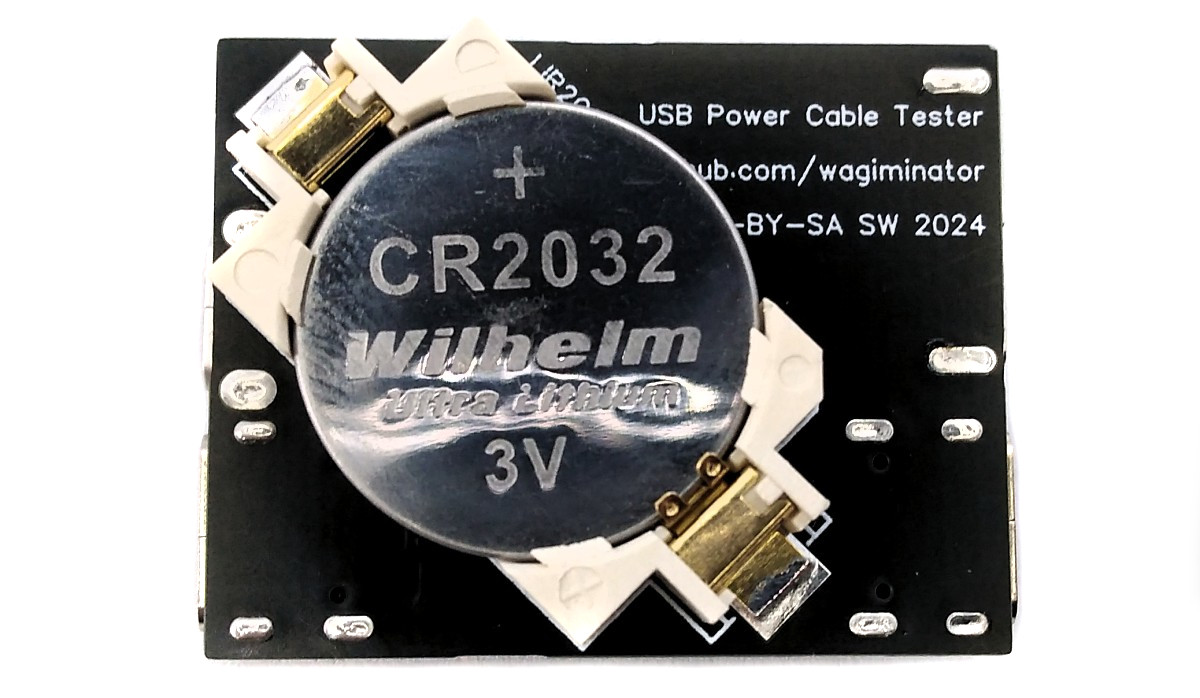 USB Power Cable Tester
ub.com/wagiminator
-BY-SA SW 2024
+
CR2032
Wilhelm
Ultra Lithium
3V